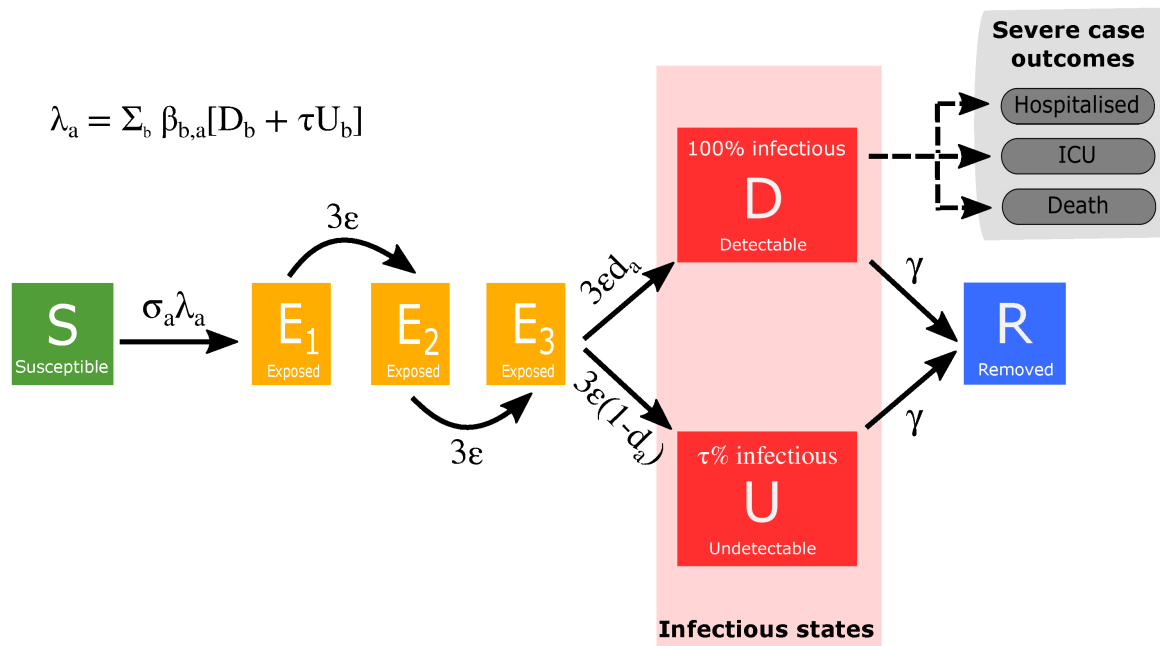 Severe case
outcomes
Hospitalised
ICU
Death
λa = Σb βb,a[Db + τUb]
100% infectious
D
Detectable
3ε
3εda
γ
S
Susceptible
σaλa
E1
Exposed
E2
Exposed
E3
Exposed
R
Removed
3ε
3ε(1-da)
γ
τ% infectious
U
Undetectable
Infectious states